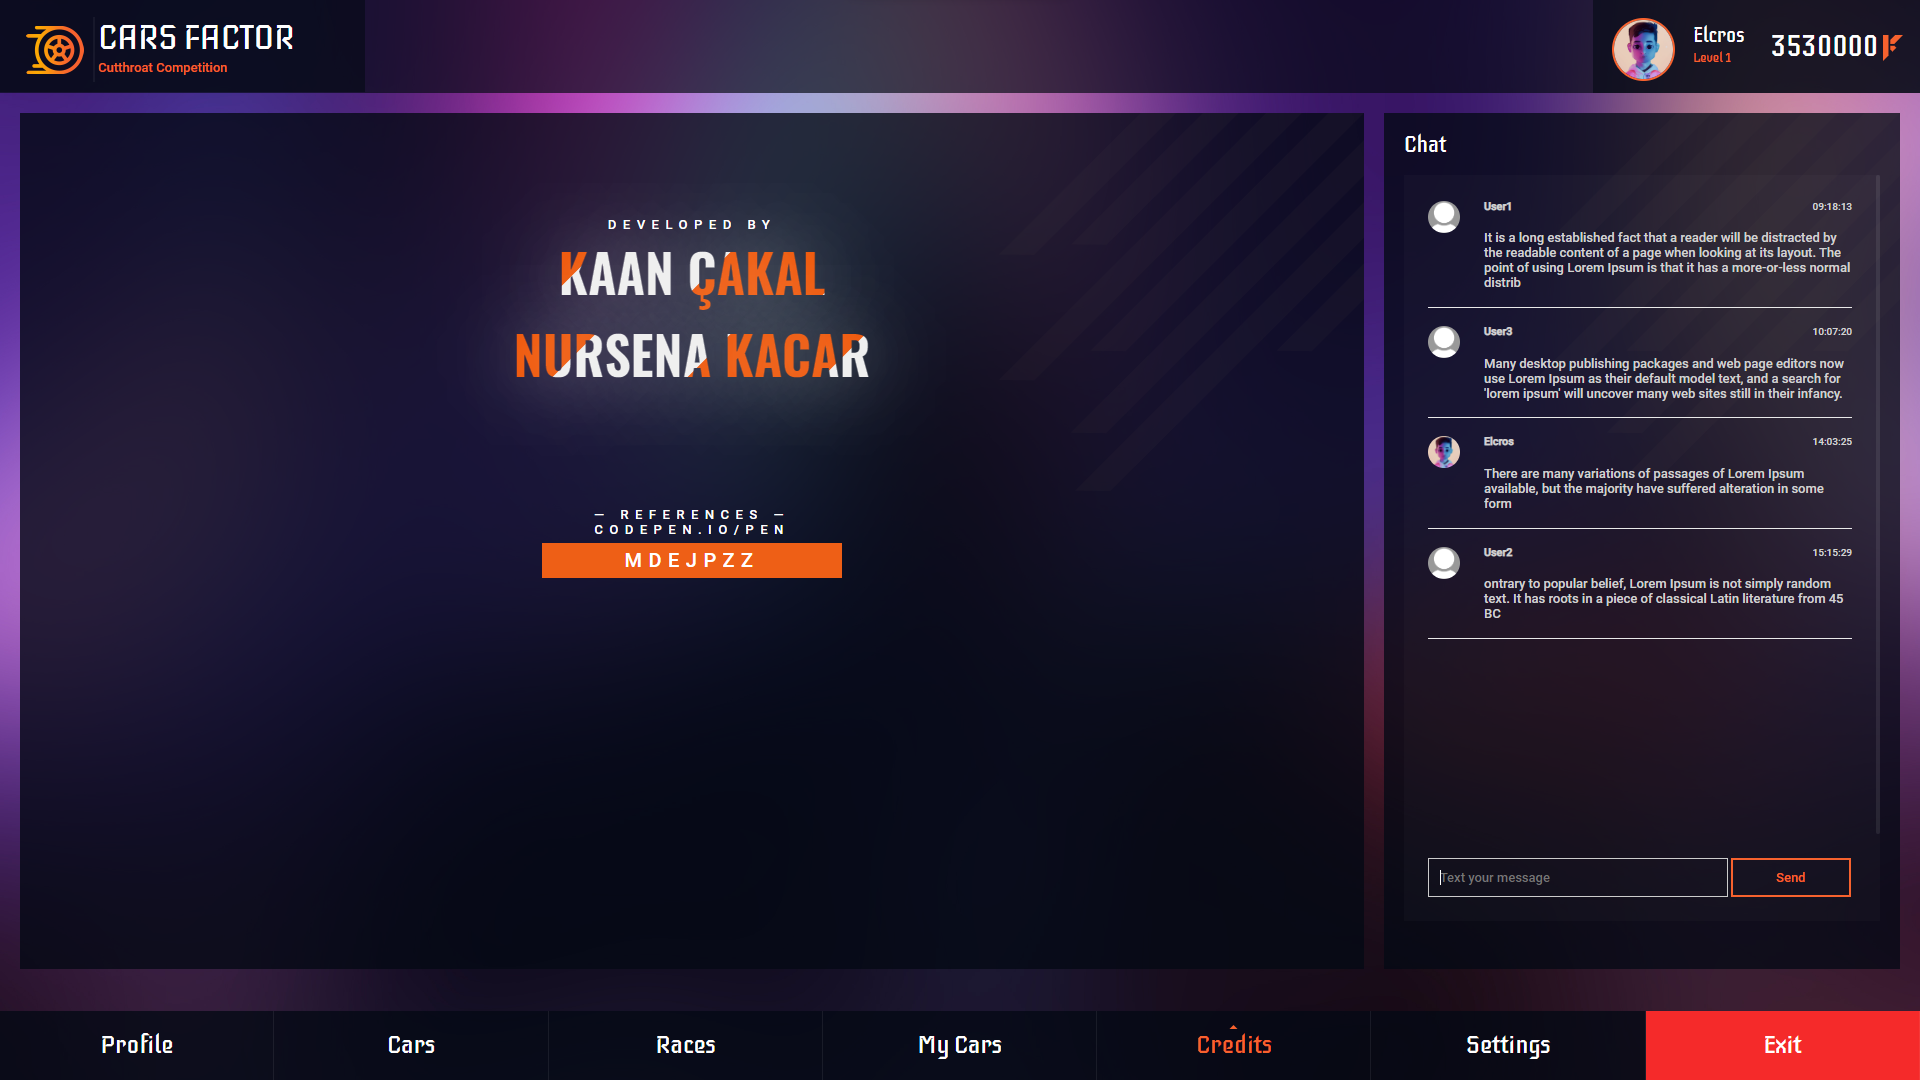 CARS FACTOR
Cutthroat Competition
Elcros
Level 1
3530000
DEVELOPED BY
KAAN ÇAKAL
NURSENA KACAR
— REFERENCES —
CODEPEN.IO/PEN
MDEJPZZ
Chat
User1 09:18:13
It is a long established fact that a reader will be distracted by
the readable content of a page when looking at its layout. The
point of using Lorem Ipsum is that it has a more-or-less normal
distrib
User3 10:07:20
Many desktop publishing packages and web page editors now
use Lorem Ipsum as their default model text, and a search for
'lorem ipsum' will uncover many web sites still in their infancy.
Elcros 14:03:25
There are many variations of passages of Lorem Ipsum
available, but the majority have suffered alteration in some
form
User2 15:15:29
ontrary to popular belief, Lorem Ipsum is not simply random
text. It has roots in a piece of classical Latin literature from 45
BC
Text your message
Send
Profile
Cars
Races
My Cars
Credits
Settings
Exit